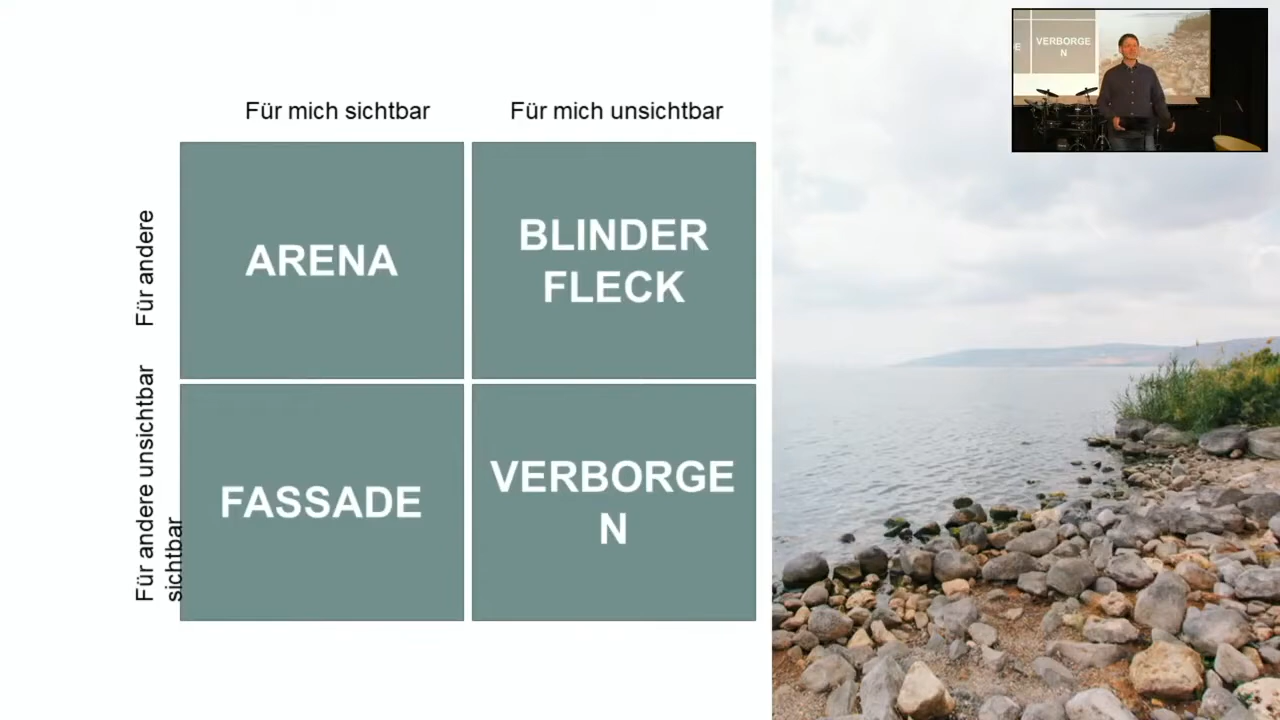 Für mich sichtbar
Für mich unsichtbar
Für andere
sichtbar
ARENA
BLINDER
FLECK
Für andere unsichtbar
FASSADE
VERBORGE
N
E
VERBORGE
N